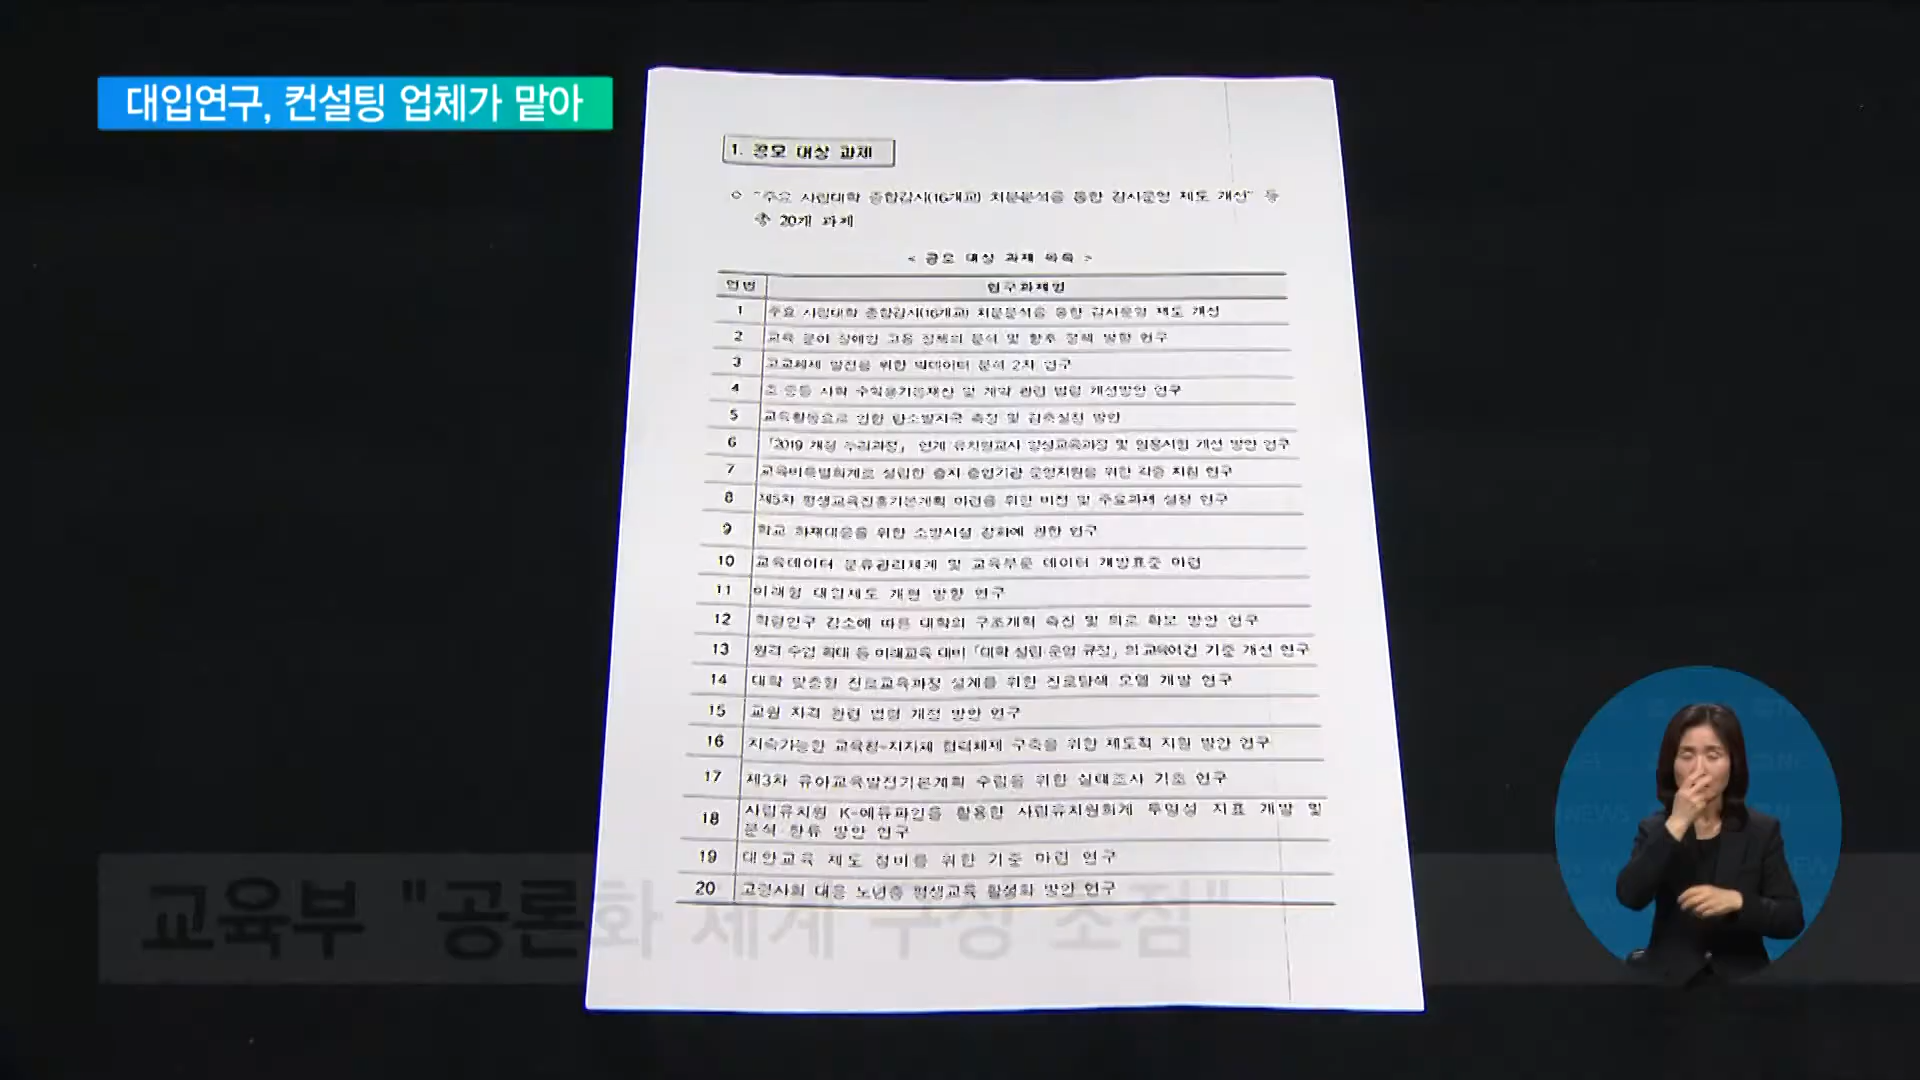 대입연구, 컨설팅 업체가 맡아
1. 공모 대상 과제
◇ "주요 사립대학 종합감사(16개교) 처분분석을 통한 감사운영 제도 개선" 등
총 20개 과제
< 공모 대상 과제 목록 >
연번 연구과제명
1 주요 사립대학 종합감사(16개교) 처분분석을 통한 감사운영 제도 개선
2 교육 분야 장애인 고용 정책의 분석 및 향후 정책 방향 연구
3 고교체제 발전을 위한 빅데이터 분석 2차 연구
4 초·중등 사학 수익용기본재산 및 계약 관련 법령 개선방안 연구
5 교육활동으로 인한 탄소발자국 측정 및 감축실천 방안
6 「2019 개정 누리과정」 연계 유치원교사 양성교육과정 및 임용시험 개선 방안 연구
7 교육비특별회계로 설립한 출자·출연기관 운영지원을 위한 각종 지침 연구
8 제5차 평생교육진흥기본계획 마련을 위한 비전 및 주요과제 설정 연구
9 학교 화재대응을 위한 소방시설 강화에 관한 연구
10 교육데이터 분류관리체계 및 교육부문 데이터 개방표준 마련
11 미래형 대입제도 개편 방향 연구
12 학령인구 감소에 따른 대학의 구조개혁 촉진 및 퇴로 확보 방안 연구
13 원격 수업 확대 등 미래교육 대비 「대학 설립·운영 규정」의 교육여건 기준 개선 연구
14 대학 맞춤형 진로교육과정 설계를 위한 진로탐색 모델 개발 연구
15 교원 자격 관련 법령 개정 방안 연구
16 지속가능한 교육청-지자체 협력체제 구축을 위한 제도적 지원 방안 연구
17 제3차 유아교육발전기본계획 수립을 위한 실태조사 기초 연구
18 사립유치원 K-에듀파인을 활용한 사립유치원회계 투명성 지표 개발 및
분석·환류 방안 연구
19 대안교육 제도 정비를 위한 기준 마련 연구
20 고령사회 대응 노년층 평생교육 활성화 방안 연구
교육부 "공론화 체계 구상 초점"
NEWS